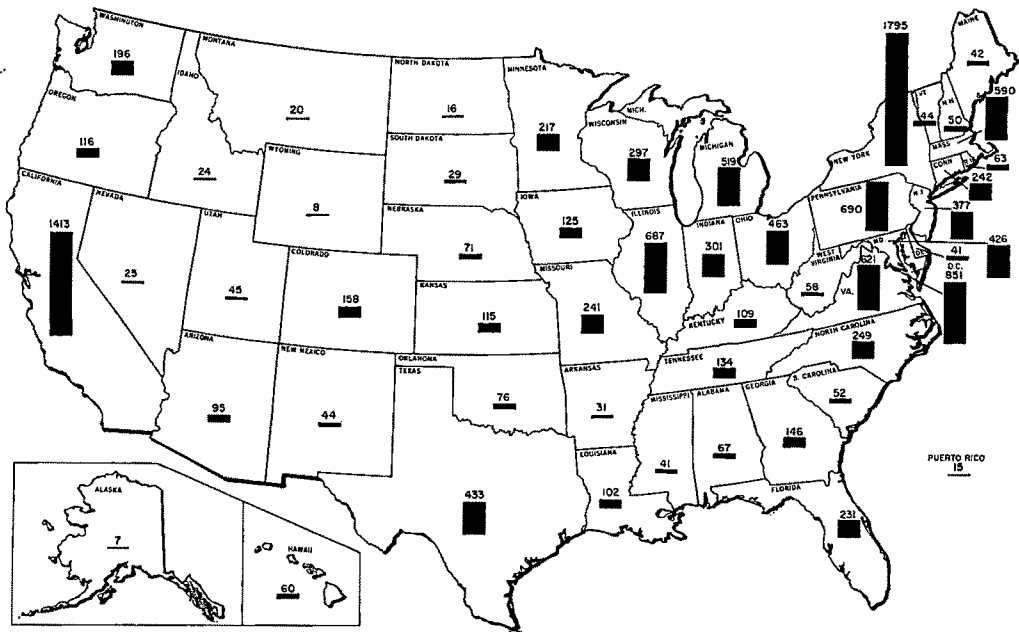 WASHINGTON
196
OREGON
116
CALIFORNIA
1413
NEVADA
25
IDAHO
24
MONTANA
20
WYOMING
8
UTAH
45
COLORADO
158
ARIZONA
95
NEW MEXICO
44
NORTH DAKOTA
16
SOUTH DAKOTA
29
NEBRASKA
71
KANSAS
115
OKLAHOMA
76
TEXAS
433
MINNESOTA
217
IOWA
125
MISSOURI
241
ARKANSAS
31
LOUISIANA
102
WISCONSIN
297
MICH.
MICHIGAN
519
ILLINOIS
667
INDIANA
301
OHIO
463
KENTUCKY
109
TENNESSEE
134
MISSISSIPPI
41
ALABAMA
67
GEORGIA
146
FLORIDA
231
S. CAROLINA
52
NORTH CAROLINA
249
VA.
621
WEST
VIRGINIA
58
PENNSYLVANIA
690
NEW YORK
1795
MAINE
42
VT.
44
N.H.
50
MASS
590
CONN
R.I.
63
242
N.J.
377
MD.
426
DEL
41
D.C.
851
PUERTO RICO
15
ALASKA
7
HAWAII
60